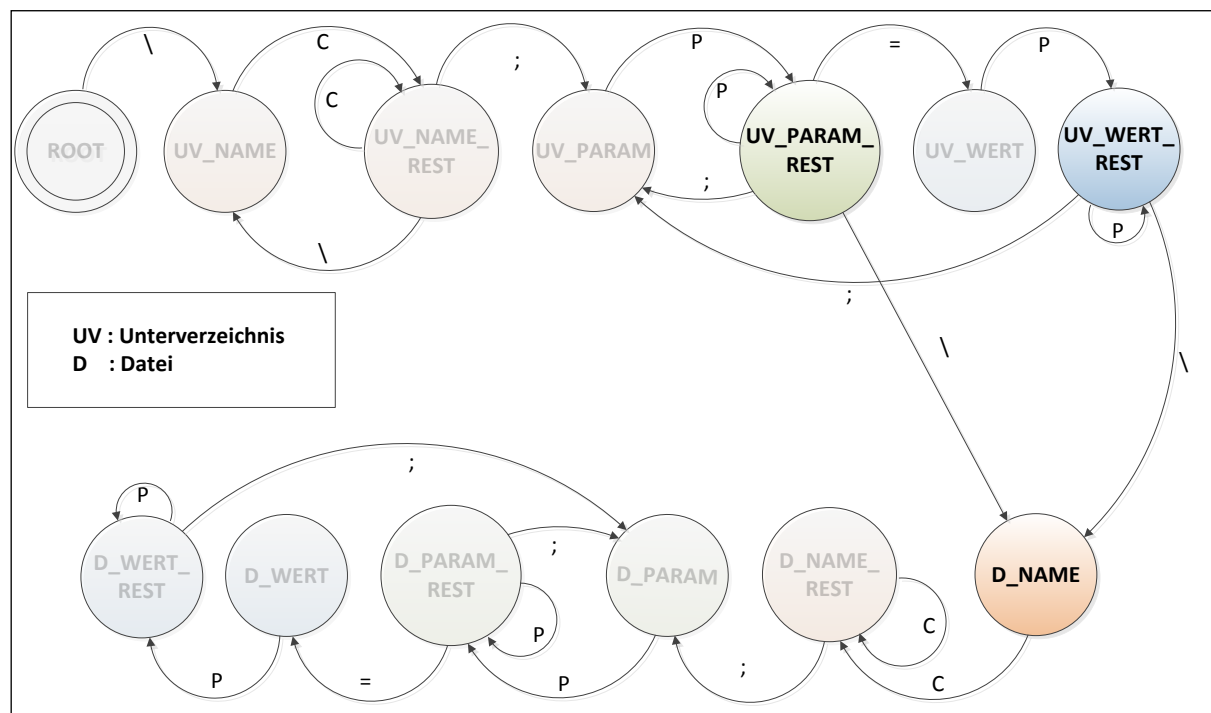 \
C
;
P
=
P
C
P
ROOT
UV_NAME
UV_NAME_
REST
UV_PARAM
UV_PARAM_
REST
UV_WERT
UV_WERT_
REST
;
P
\
;
UV : Unterverzeichnis
D : Datei
\
\
;
P
;
D_WERT_
REST
D_WERT
D_PARAM_
REST
D_PARAM
D_NAME_
REST
D_NAME
P
C
P
=
P
;
C